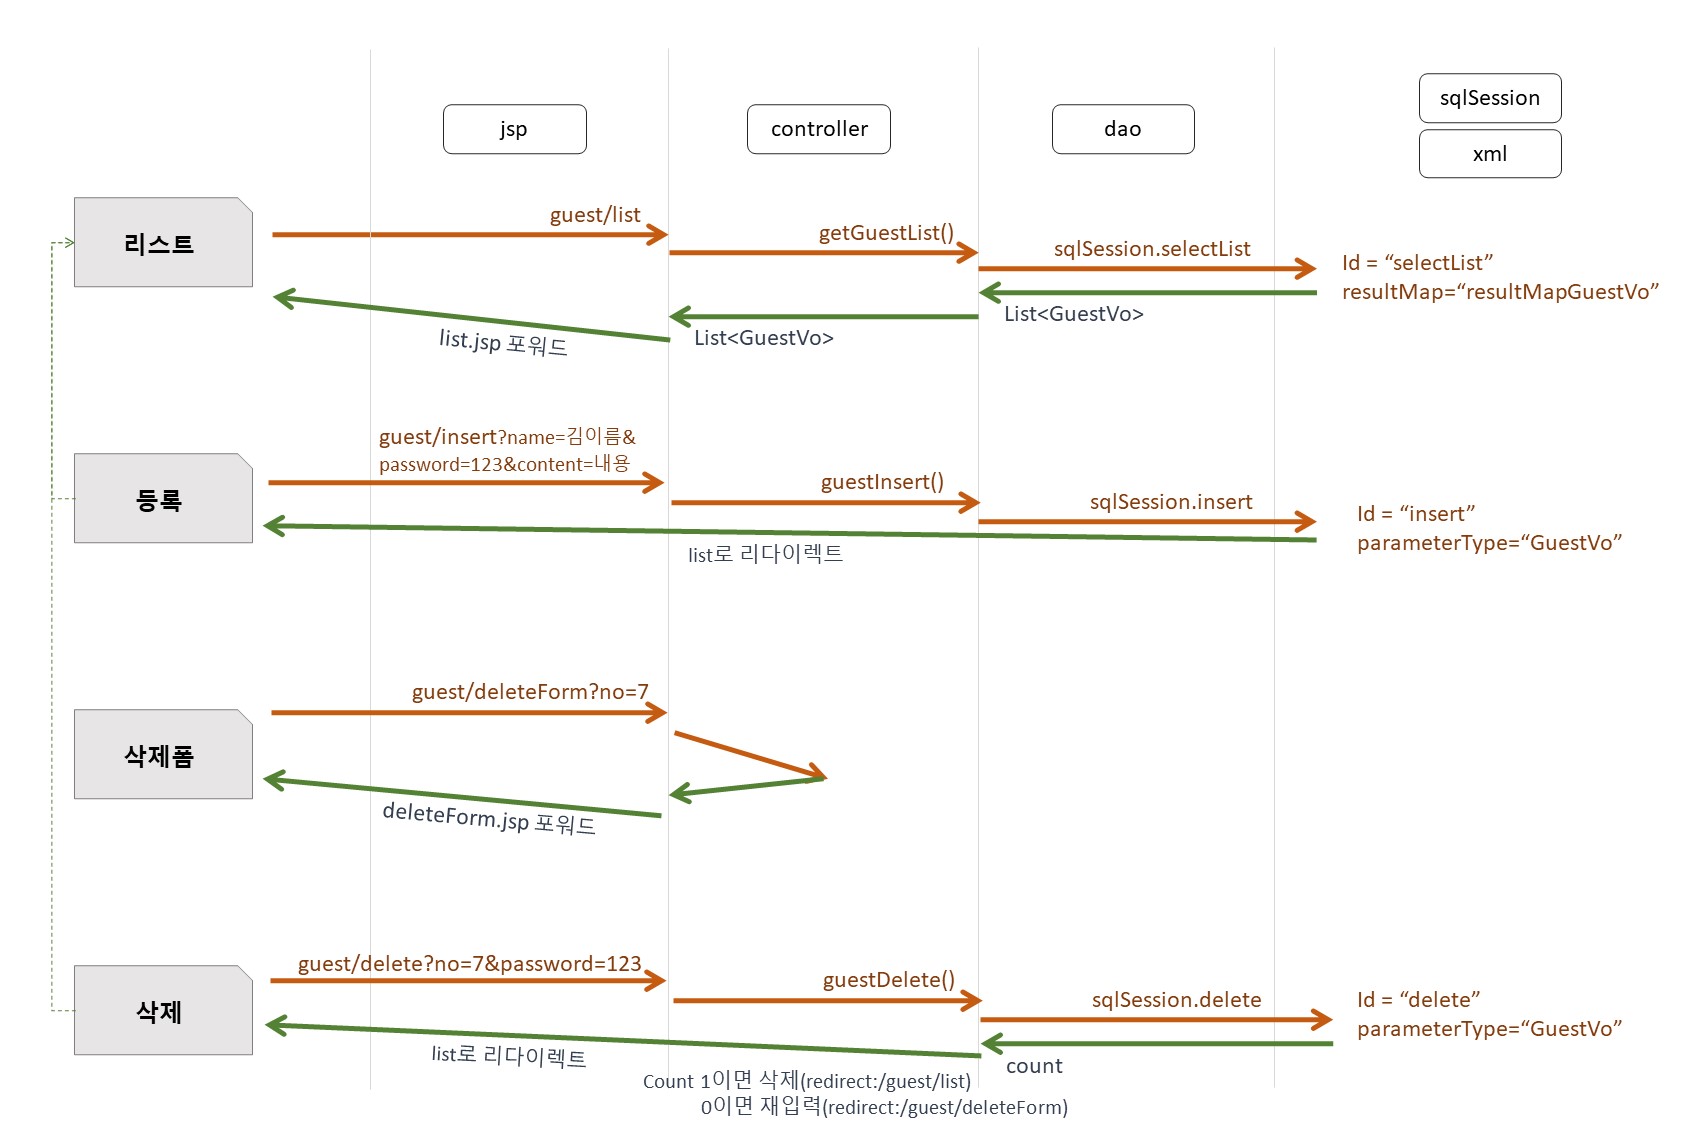 sqlSession
jsp
controller
dao
xml
리스트
guest/list
getGuestList()
sqlSession.selectList
Id = “selectList”
resultMap=“resultMapGuestVo”
List<GuestVo>
List<GuestVo>
list.jsp 포워드
등록
guest/insert?name=김이름&
password=123&content=내용
guestInsert()
sqlSession.insert
Id = “insert”
parameterType=“GuestVo”
list로 리다이렉트
삭제폼
guest/deleteForm?no=7
deleteForm.jsp 포워드
삭제
guest/delete?no=7&password=123
guestDelete()
sqlSession.delete
Id = “delete”
parameterType=“GuestVo”
list로 리다이렉트
count
Count 1이면 삭제(redirect:/guest/list)
0이면 재입력(redirect:/guest/deleteForm)